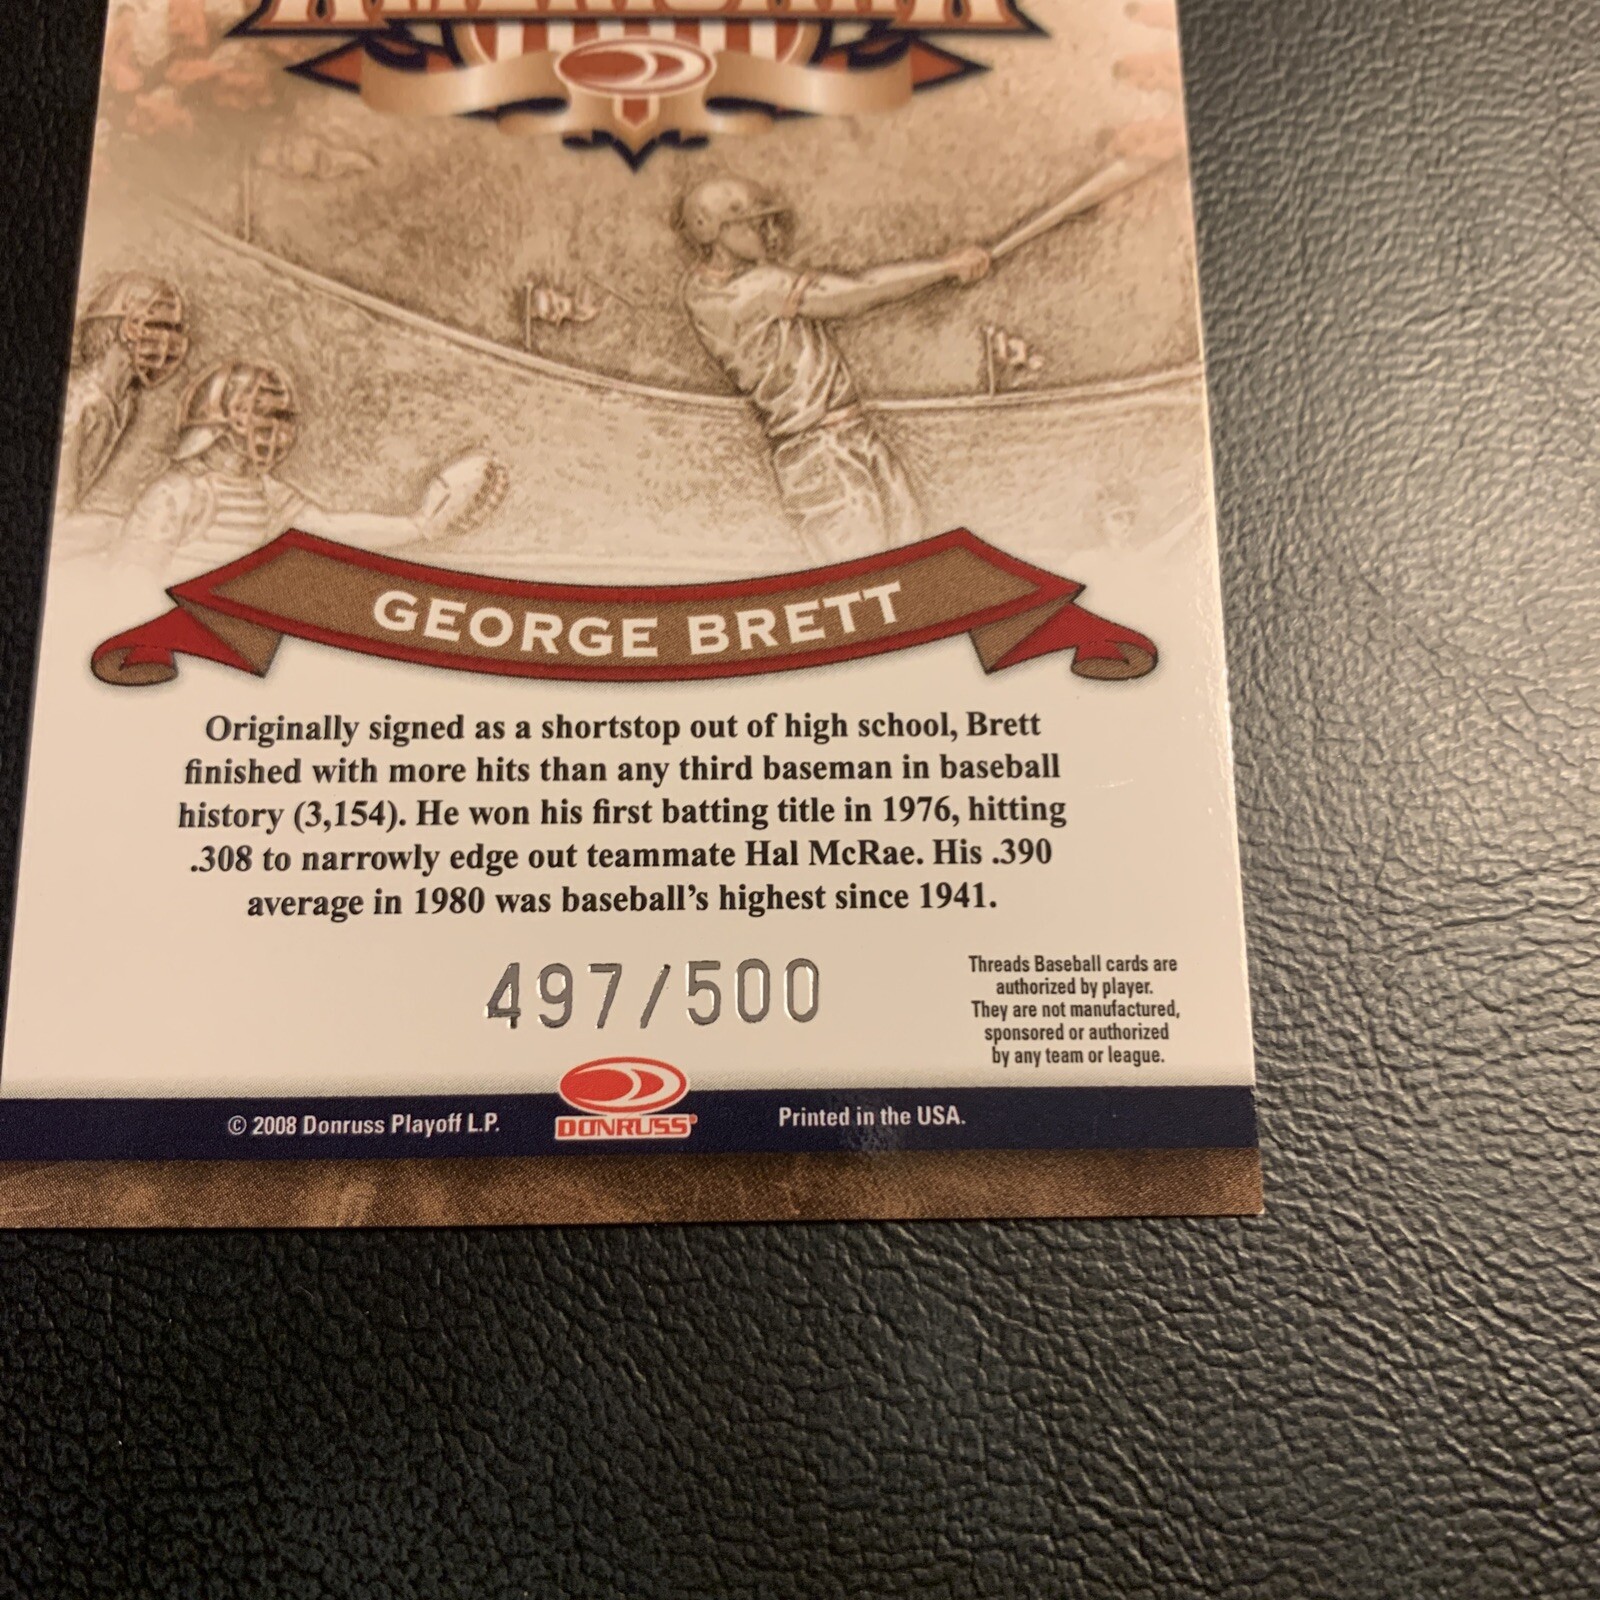 GEORGE BRETT
Originally signed as a shortstop out of high school, Brett
finished with more hits than any third baseman in baseball
history (3,154). He won his first batting title in 1976, hitting
.308 to narrowly edge out teammate Hal McRae. His .390
average in 1980 was baseball's highest since 1941.
497/500
Threads Baseball cards are
authorized by player.
They are not manufactured,
sponsored or authorized
by any team or league.
© 2008 Donruss Playoff L.P.
DONRUSS®
Printed in the USA.